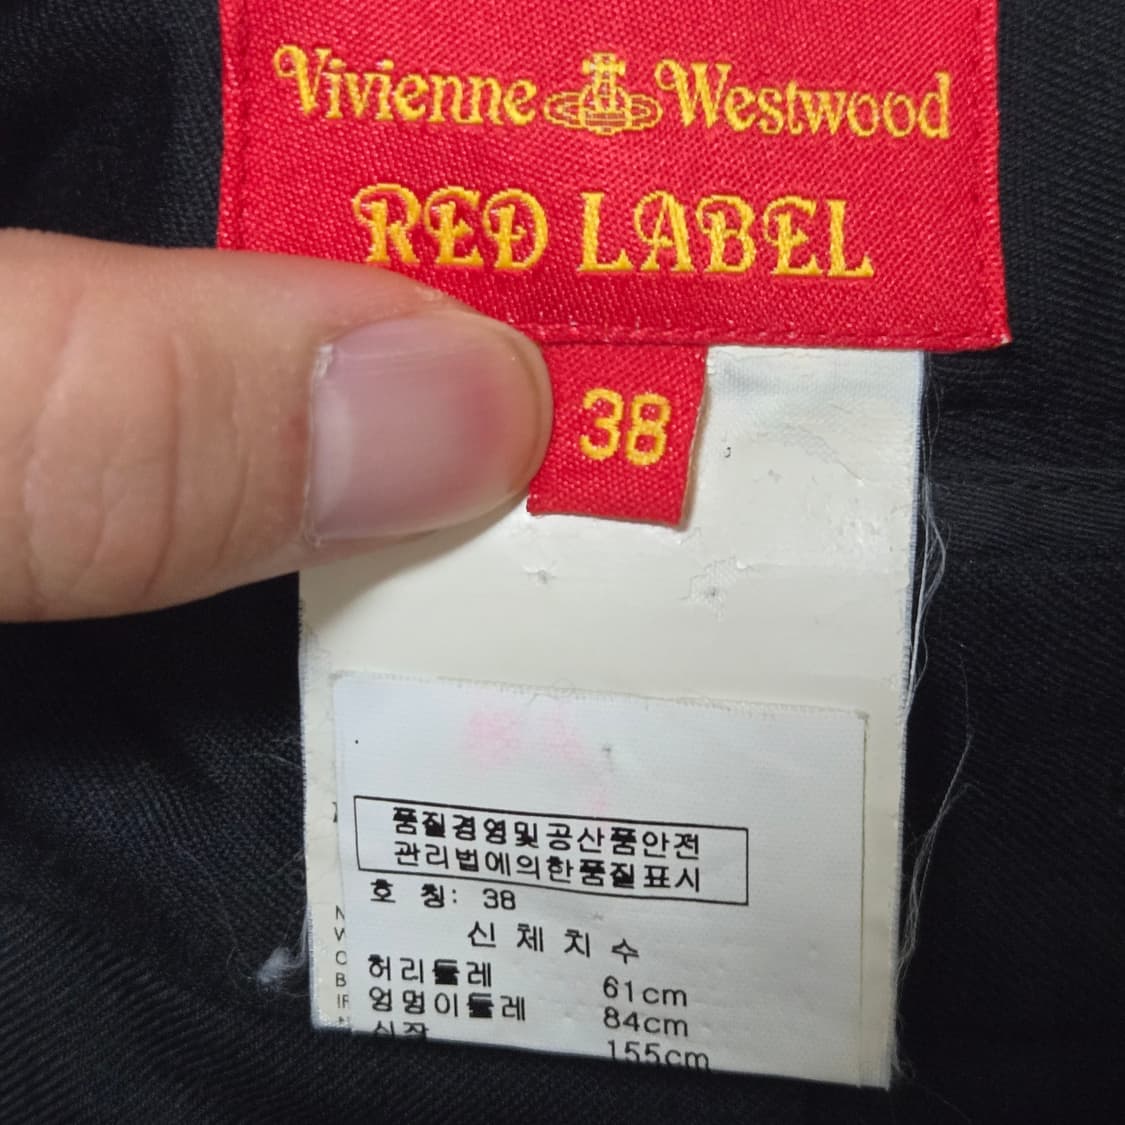 Vivienne Westwood
RED LABEL
38
품질경영및공산품안전
관리법에의한품질표시
호 칭: 38
신 체 치 수
허리둘레 61cm
엉덩이둘레 84cm
신장 155cm